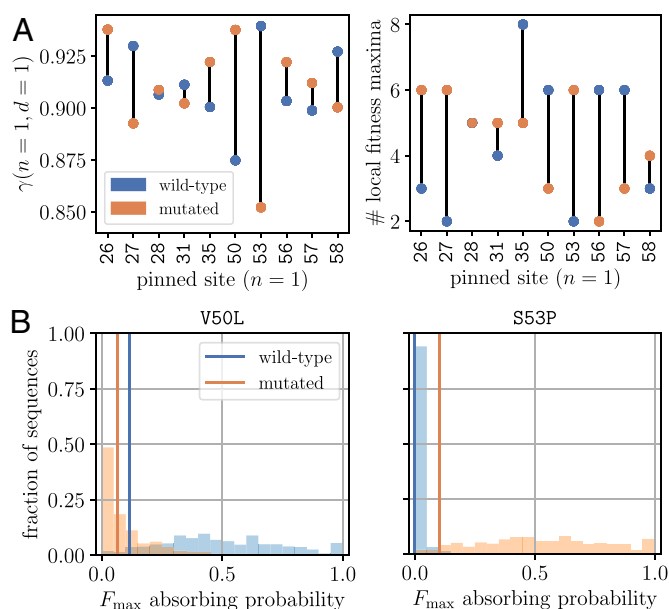 A
γ(n = 1, d = 1)
0.925
0.900
0.875
0.850
wild-type
mutated
26 27 28 31 35 50 53 56 57 58
pinned site (n = 1)
# local fitness maxima
8
6
4
2
26 27 28 31 35 50 53 56 57 58
pinned site (n = 1)
B
V50L
fraction of sequences
1.00
0.75
0.50
0.25
0.00
wild-type
mutated
0.0 0.5 1.0
Fmax absorbing probability
S53P
0.0 0.5 1.0
Fmax absorbing probability